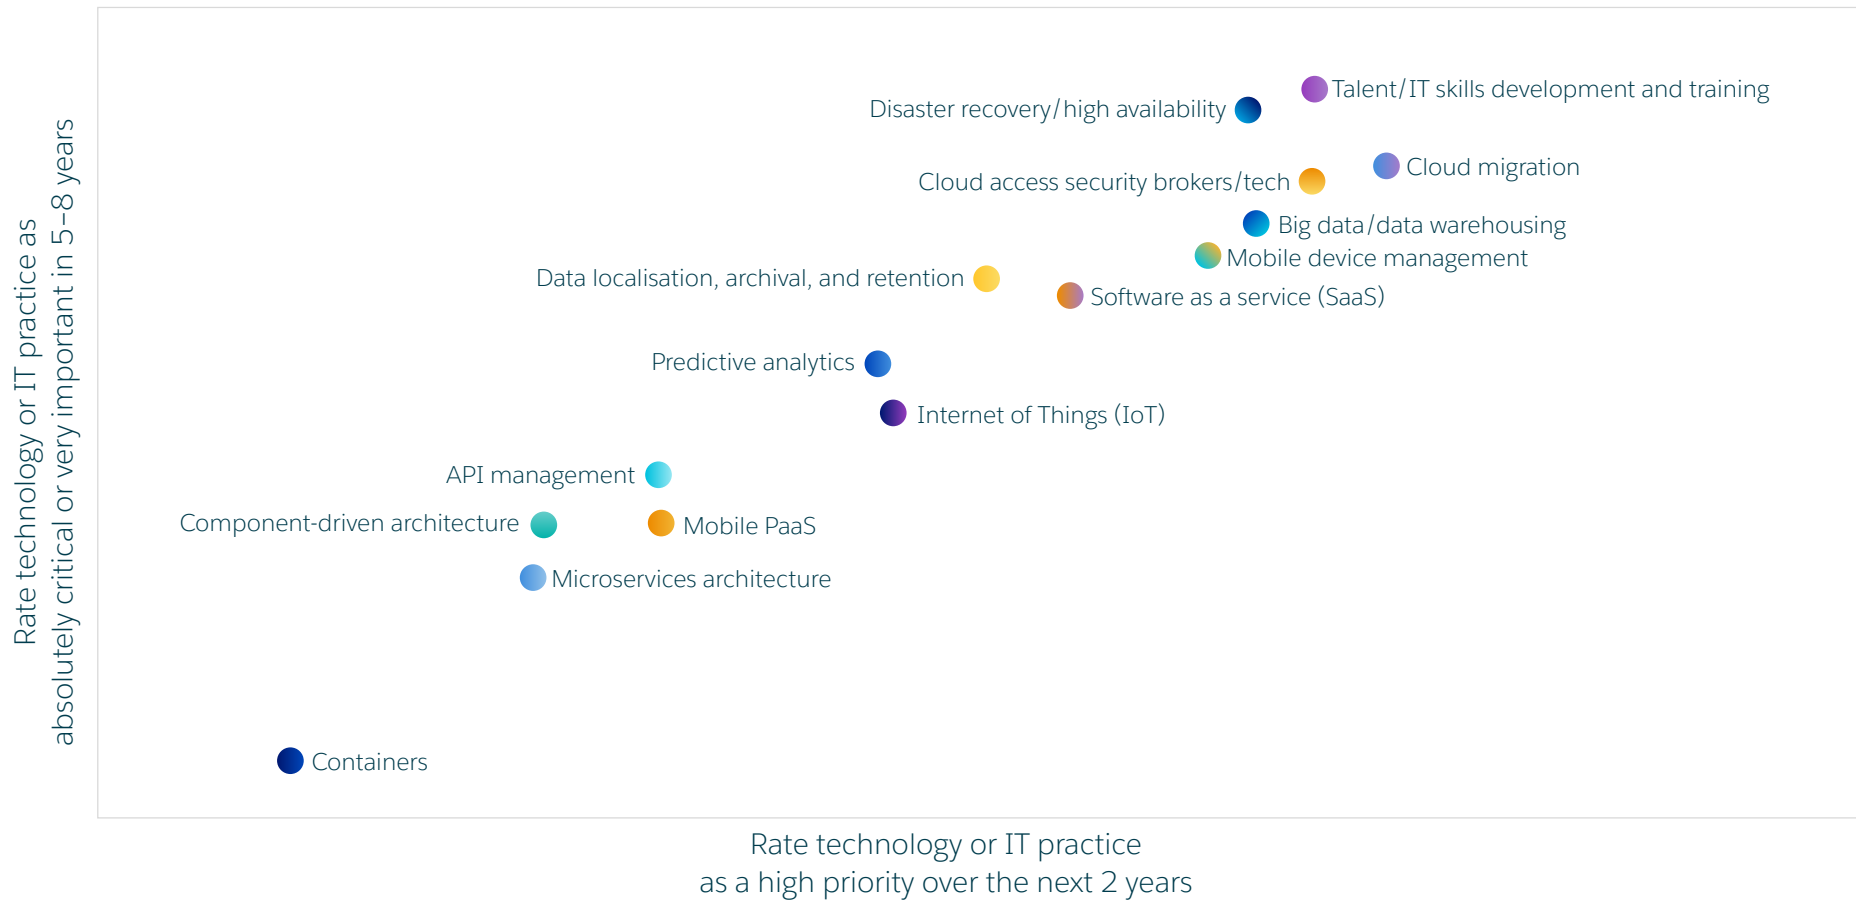 Rate technology or IT practice as
absolutely critical or very important in 5–8 years
Talent/IT skills development and training
Disaster recovery/high availability
Cloud migration
Cloud access security brokers/tech
Big data/data warehousing
Mobile device management
Data localisation, archival, and retention
Software as a service (SaaS)
Predictive analytics
Internet of Things (IoT)
API management
Component-driven architecture
Mobile PaaS
Microservices architecture
Containers
Rate technology or IT practice
as a high priority over the next 2 years